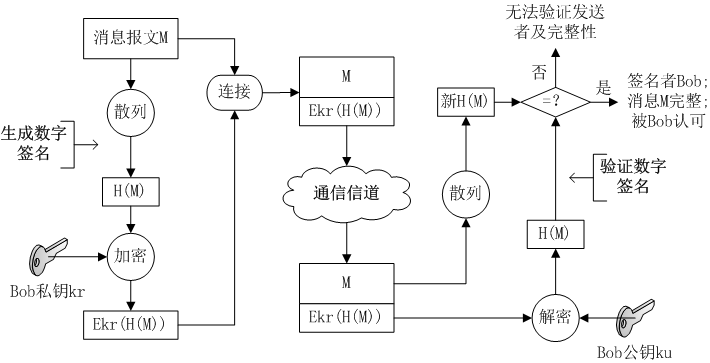 消息报文M
散列
生成数字
签名
H(M)
加密
Bob私钥kr
Ekr(H(M))
连接
M
Ekr(H(M))
通信信道
M
Ekr(H(M))
无法验证发送
者及完整性
否
新H(M)
=?
是
签名者Bob;
消息M完整;
被Bob认可
散列
验证数字
签名
H(M)
解密
Bob公钥ku